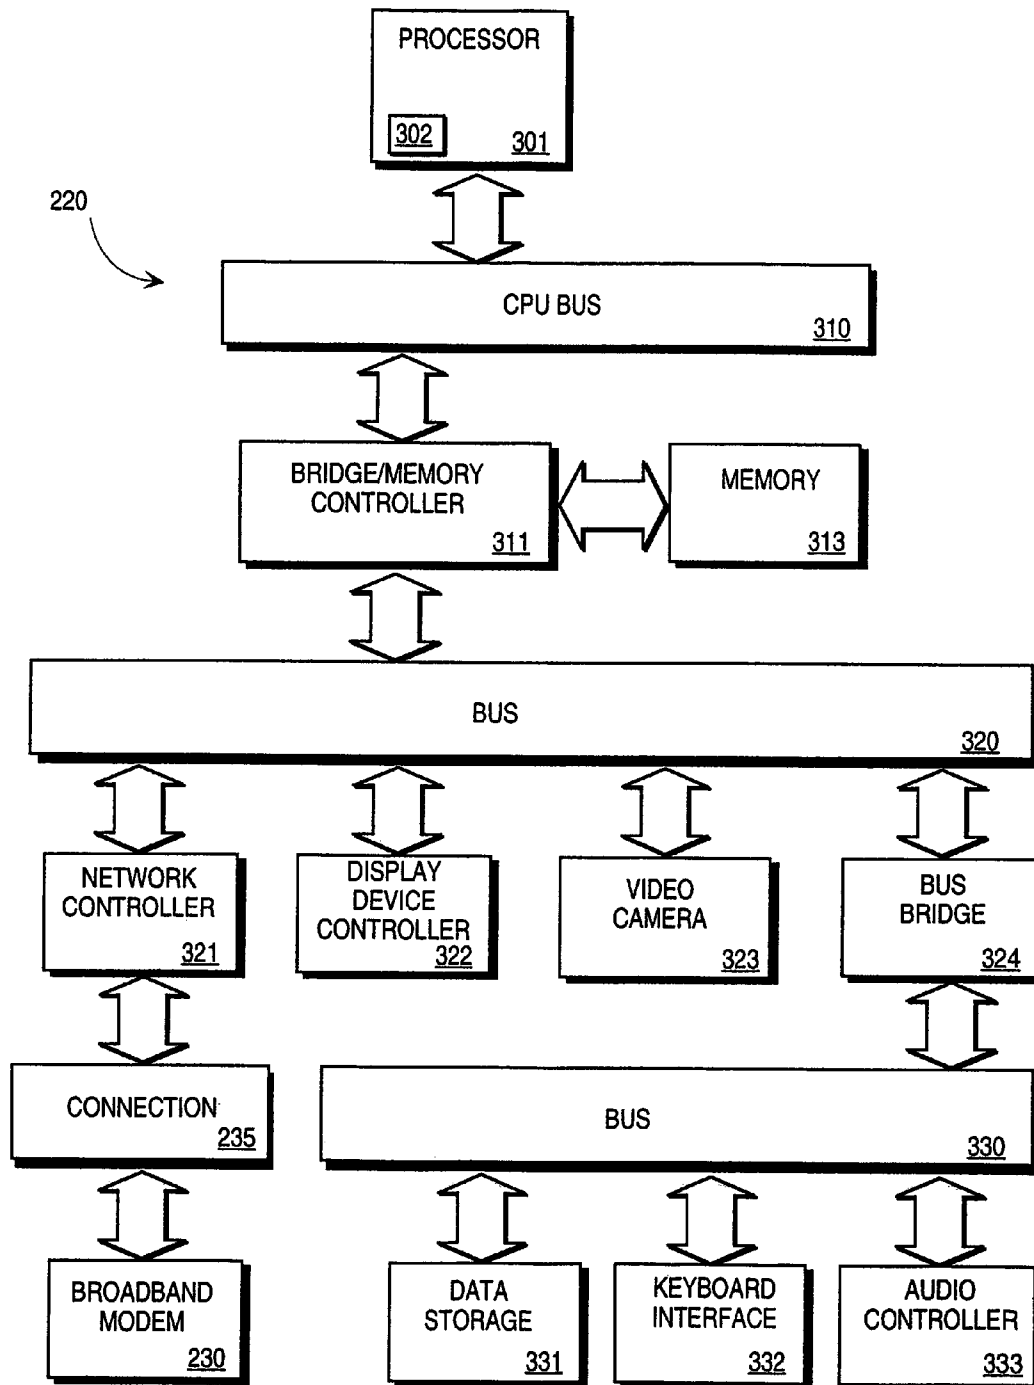 PROCESSOR
302
301
220
CPU BUS
310
BRIDGE/MEMORY
CONTROLLER
311
MEMORY
313
BUS
320
NETWORK
CONTROLLER
321
DISPLAY
DEVICE
CONTROLLER
322
VIDEO
CAMERA
323
BUS
BRIDGE
324
CONNECTION
235
BUS
330
BROADBAND
MODEM
230
DATA
STORAGE
331
KEYBOARD
INTERFACE
332
AUDIO
CONTROLLER
333